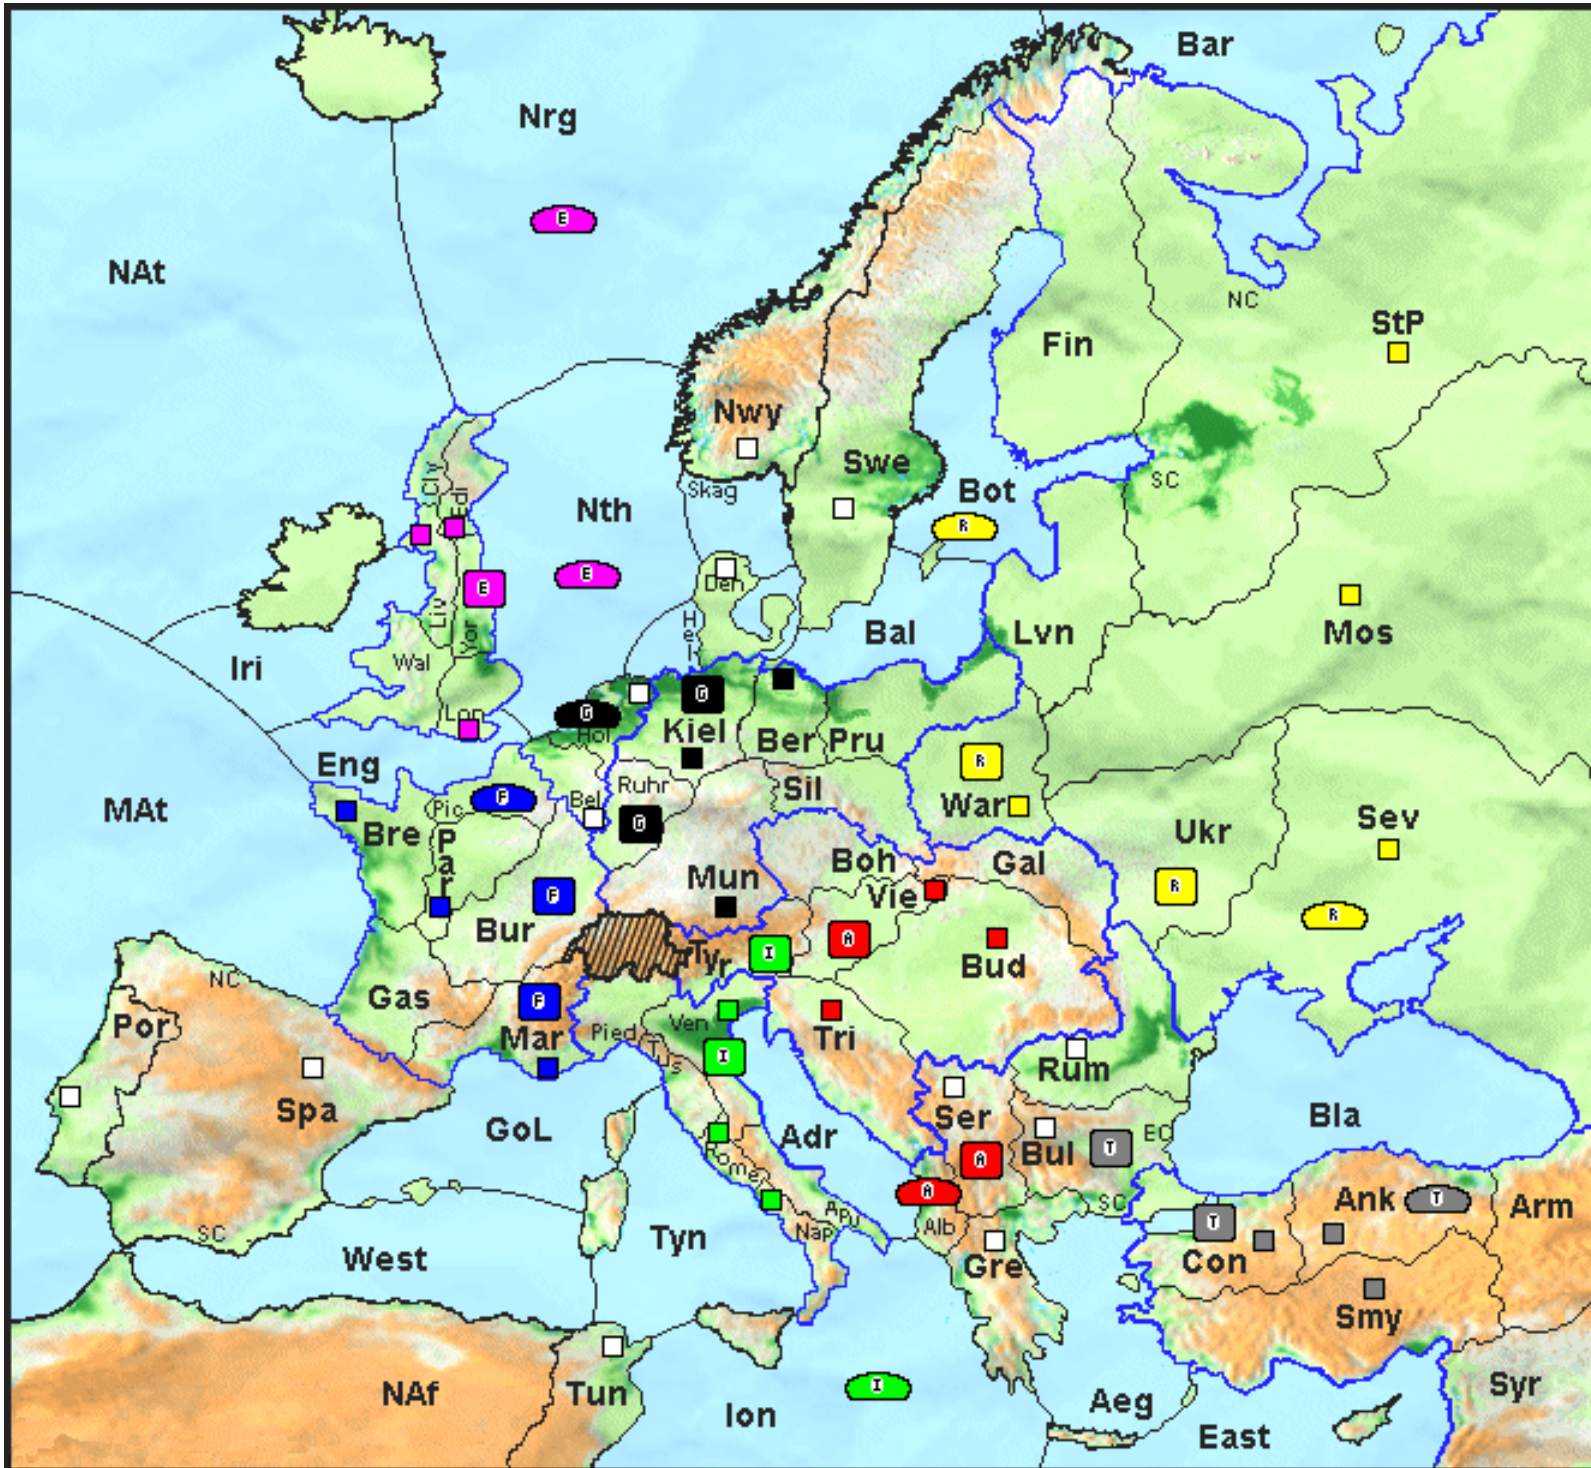 Bar
Nrg
E
NAt
NC
StP
Fin
Nwy
Swe
Skag
Bot
R
SC
Cly
Edi
Nth
E
E
Den
Hel
Liv
Yor
Wal
Iri
Bal
Lvn
Mos
Lon
G
Hol
G
Kiel
Ber
Pru
R
War
Eng
MAt
Pic
F
Bel
Ruhr
G
Sil
Bre
Par
Boh
Gal
Ukr
Sev
R
R
Mun
Vie
F
Bur
Tyr
I
A
Bud
NC
Gas
F
Mar
Pied
Ven
Tus
I
Tri
Por
Spa
GoL
Rome
Adr
Ser
Rum
Bul
EC
T
A
A
Bla
SC
West
Tyn
Apu
Nap
Alb
Gre
SC
T
Con
Ank
T
Arm
Smy
NAf
Tun
Ion
I
Aeg
East
Syr